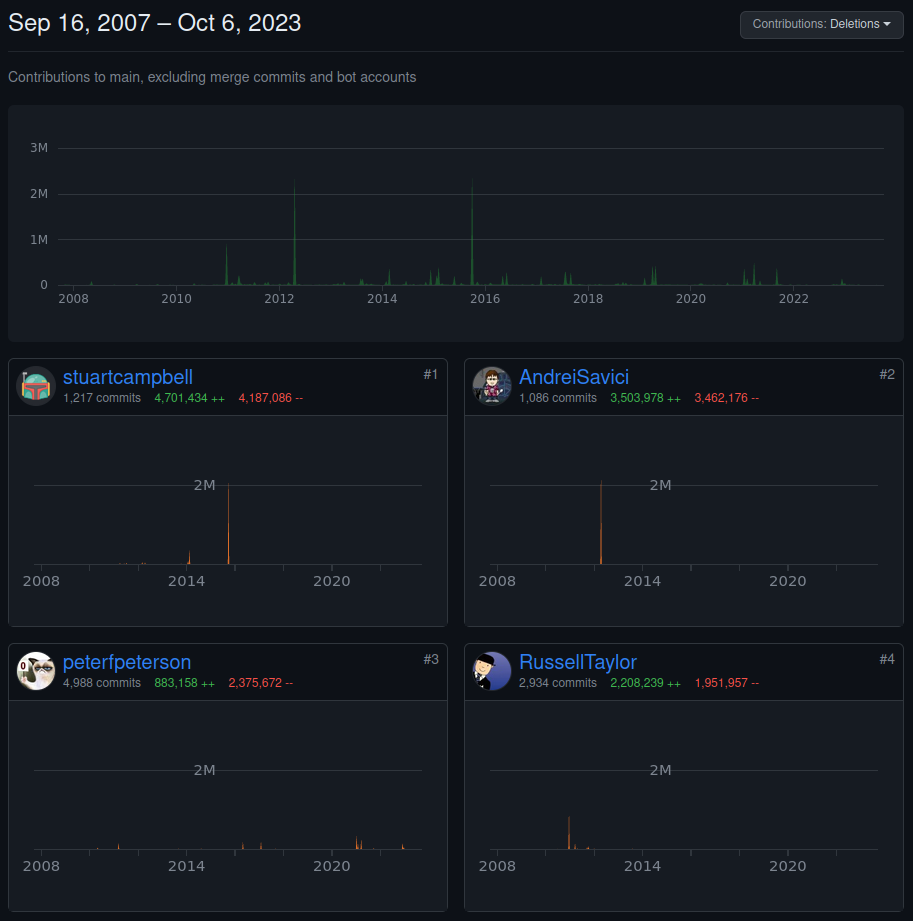 Sep 16, 2007 – Oct 6, 2023
Contributions: Deletions
Contributions to main, excluding merge commits and bot accounts
3M
2M
1M
0
2008 2010 2012 2014 2016 2018 2020 2022
stuartcampbell #1
1,217 commits 4,701,434 ++ 4,187,086 --
2M
2008 2014 2020
AndreiSavici #2
1,086 commits 3,503,978 ++ 3,462,176 --
2M
2008 2014 2020
peterfpeterson #3
4,988 commits 883,158 ++ 2,375,672 --
2M
2008 2014 2020
RussellTaylor #4
2,934 commits 2,208,239 ++ 1,951,957 --
2M
2008 2014 2020